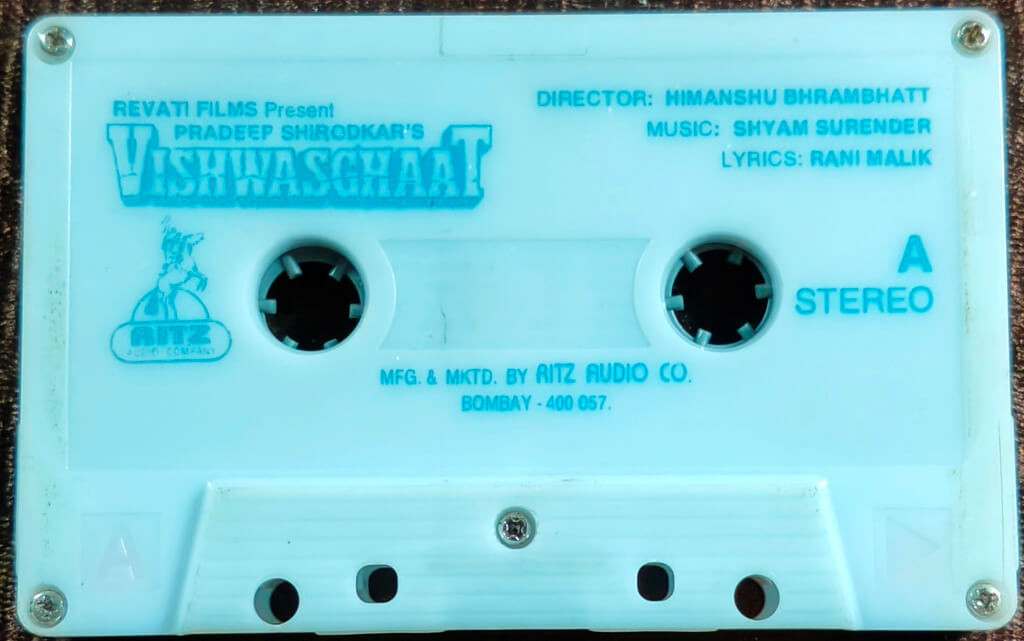 REVATI FILMS Present
PRADEEP SHIRODKAR'S
VISHWASGHAAT
DIRECTOR: HIMANSHU BHRAMBHATT
MUSIC: SHYAM SURENDER
LYRICS: RANI MALIK
A
STEREO
RITZ
AUDIO COMPANY
MFG. & MKTD. BY RITZ AUDIO CO.
BOMBAY - 400 057.
A